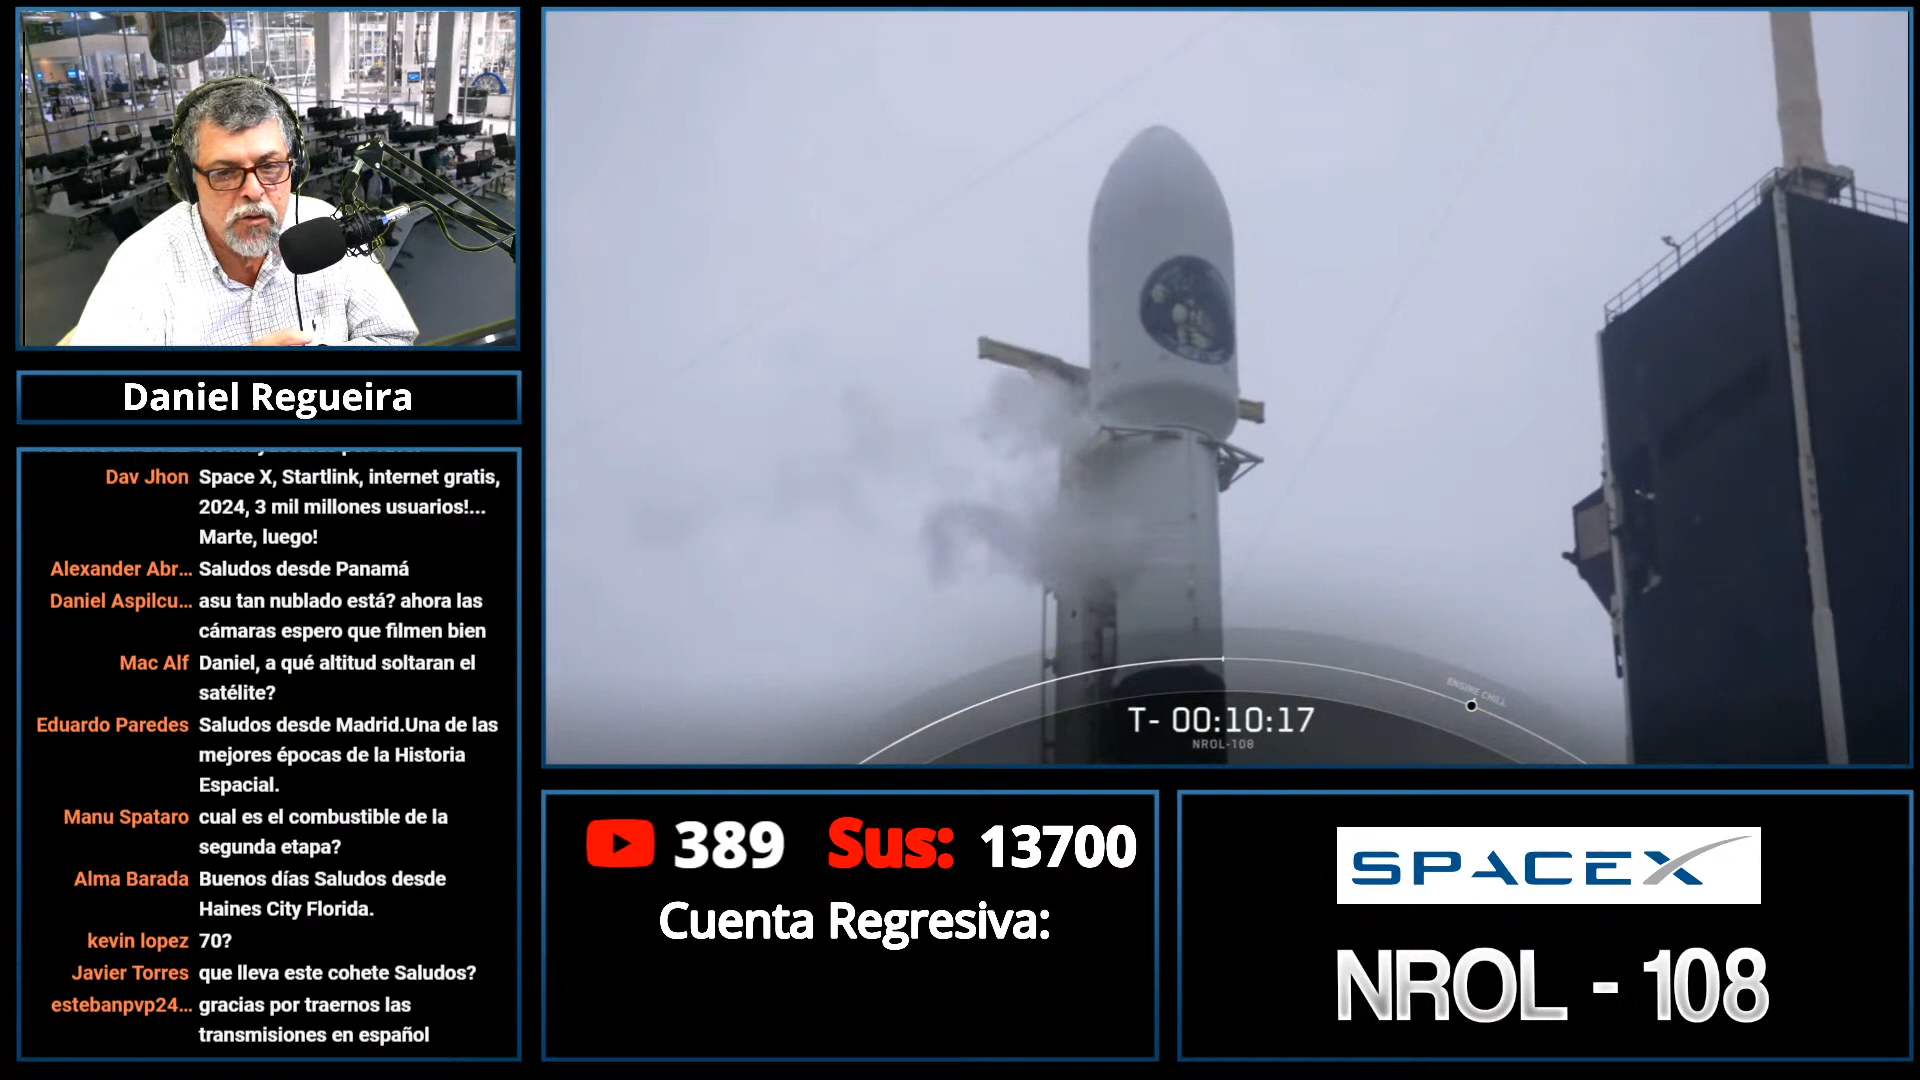 Daniel Regueira
Dav Jhon Space X, Startlink, internet gratis,
2024, 3 mil millones usuarios!...
Marte, luego!
Alexander Abr... Saludos desde Panamá
Daniel Aspilcu... asu tan nublado está? ahora las
cámaras espero que filmen bien
Mac Alf Daniel, a qué altitud soltaran el
satélite?
Eduardo Paredes Saludos desde Madrid.Una de las
mejores épocas de la Historia
Espacial.
Manu Spataro cual es el combustible de la
segunda etapa?
Alma Barada Buenos días Saludos desde
Haines City Florida.
kevin lopez 70?
Javier Torres que lleva este cohete Saludos?
estebanpvp24... gracias por traernos las
transmisiones en español
ENGINE CHILL
T- 00:10:17
NROL-108
389 Sus: 13700
Cuenta Regresiva:
SPACEX
NROL - 108